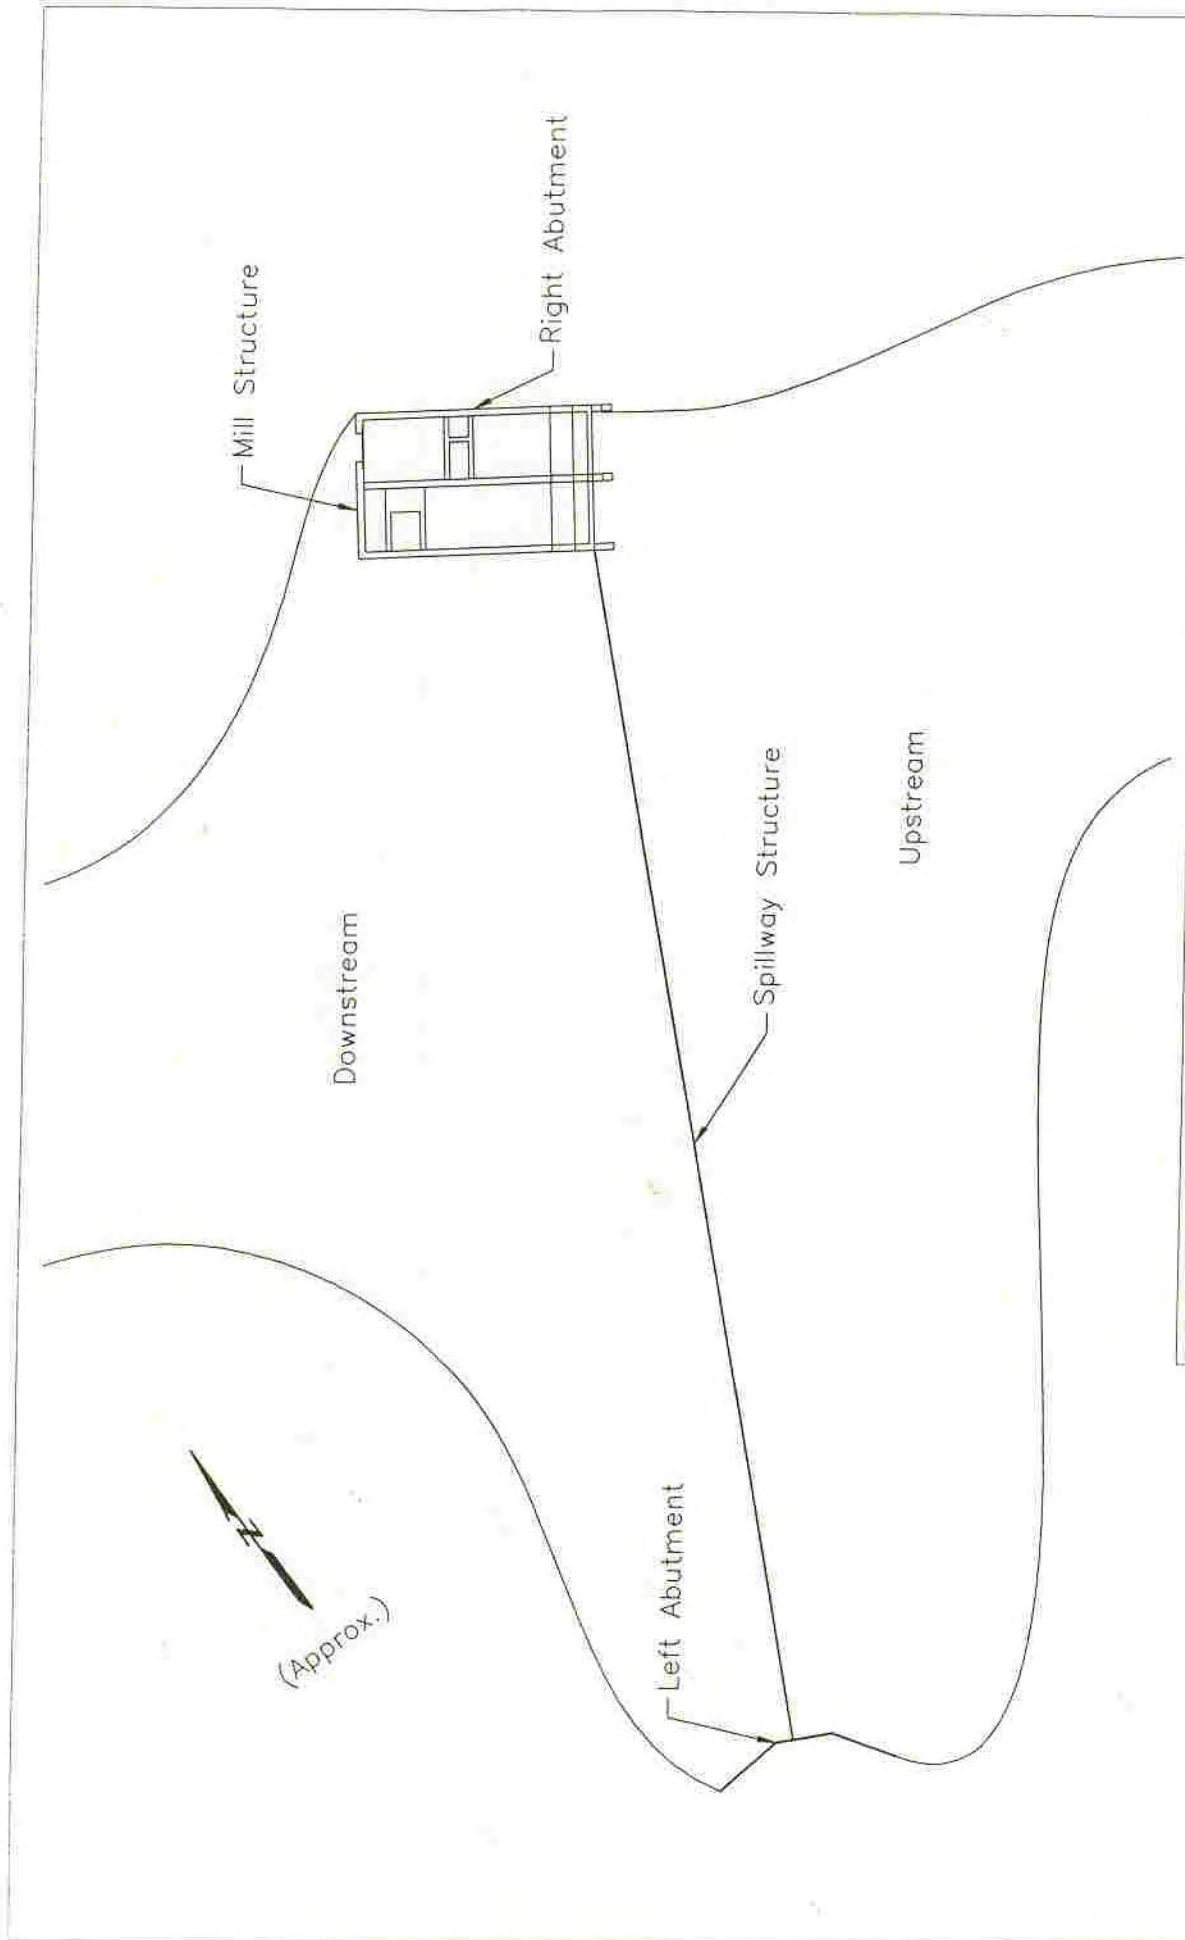 Mill Structure
Right Abutment
Downstream
Spillway Structure
Upstream
Left Abutment
N
(Approx.)